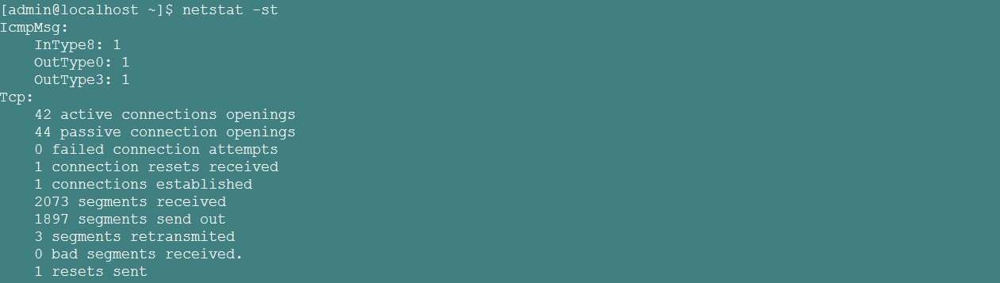 [admin@localhost ~]$ netstat -st
IcmpMsg:
    InType8: 1
    OutType0: 1
    OutType3: 1
Tcp:
    42 active connections openings
    44 passive connection openings
    0 failed connection attempts
    1 connection resets received
    1 connections established
    2073 segments received
    1897 segments send out
    3 segments retransmited
    0 bad segments received.
    1 resets sent